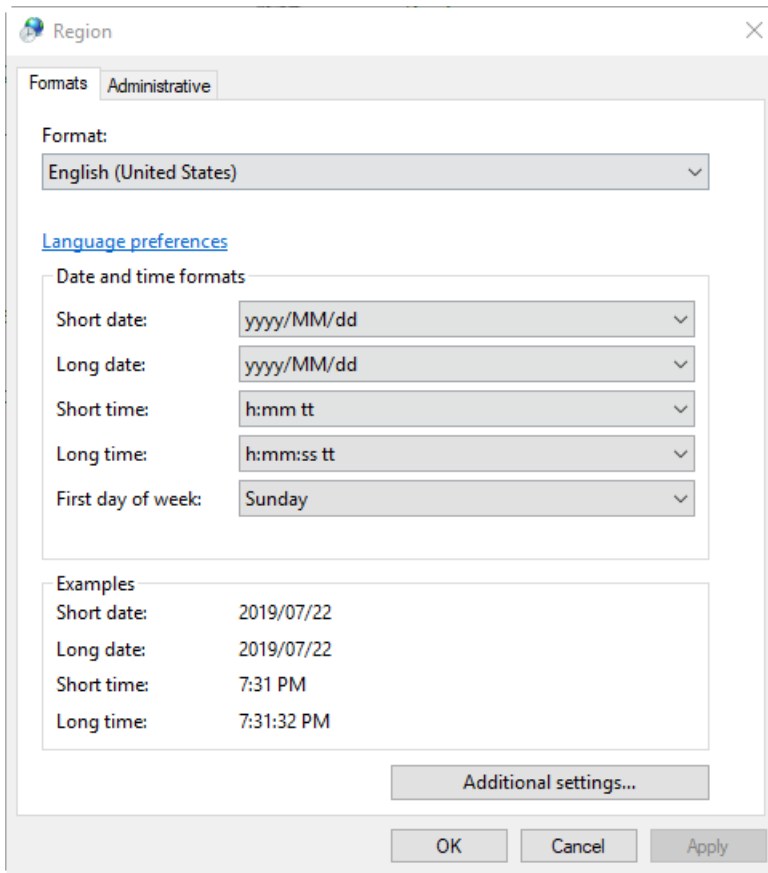 Region
Formats Administrative
Format:
English (United States)
Language preferences
Date and time formats
Short date: yyyy/MM/dd
Long date: yyyy/MM/dd
Short time: h:mm tt
Long time: h:mm:ss tt
First day of week: Sunday
Examples
Short date: 2019/07/22
Long date: 2019/07/22
Short time: 7:31 PM
Long time: 7:31:32 PM
Additional settings...
OK Cancel Apply